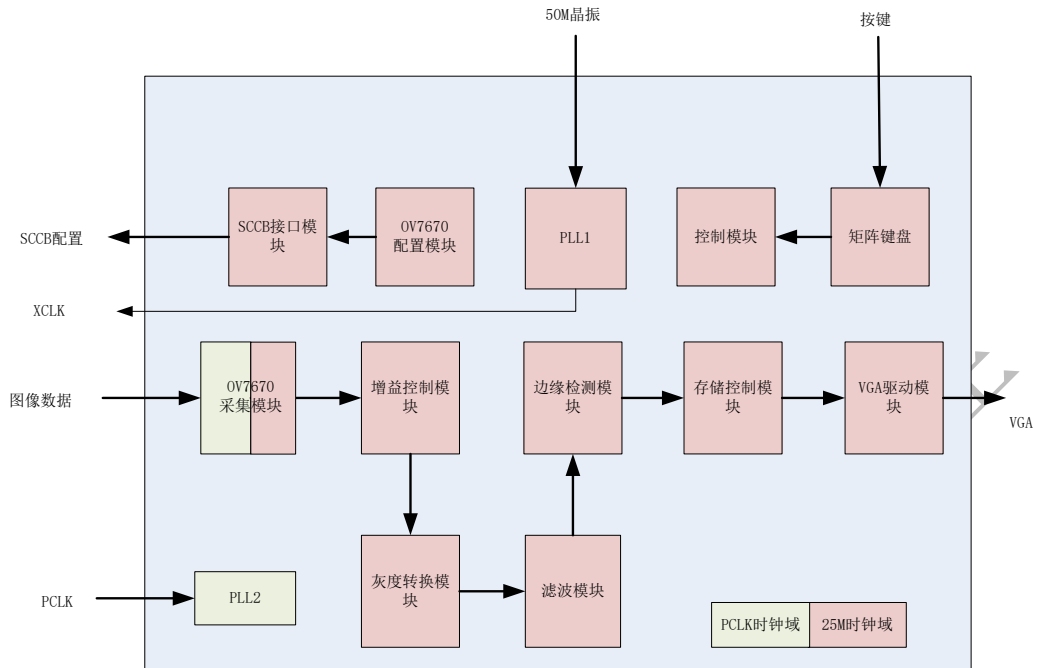 50M晶振
按键
SCCB配置
SCCB接口模
块
OV7670
配置模块
PLL1
控制模块
矩阵键盘
XCLK
图像数据
OV7670
采集模块
增益控制模
块
边缘检测模
块
存储控制模
块
VGA驱动模
块
VGA
PCLK
PLL2
灰度转换模
块
滤波模块
PCLK时钟域
25M时钟域